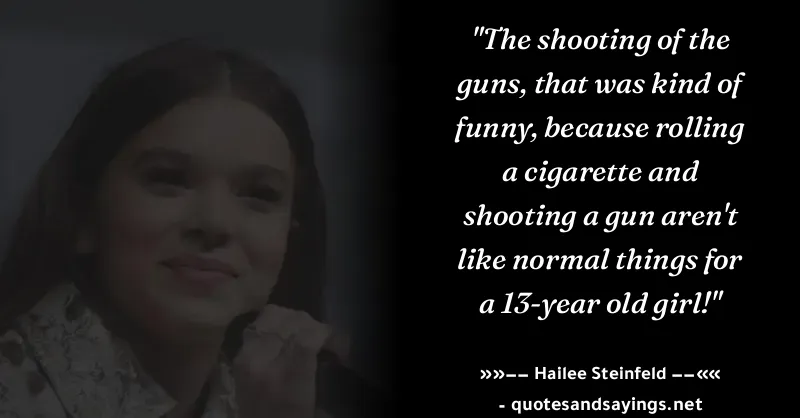 "The shooting of the
guns, that was kind of
funny, because rolling
a cigarette and
shooting a gun aren't
like normal things for
a 13-year old girl!"
»»–– Hailee Steinfeld ––««
- quotesandsayings.net